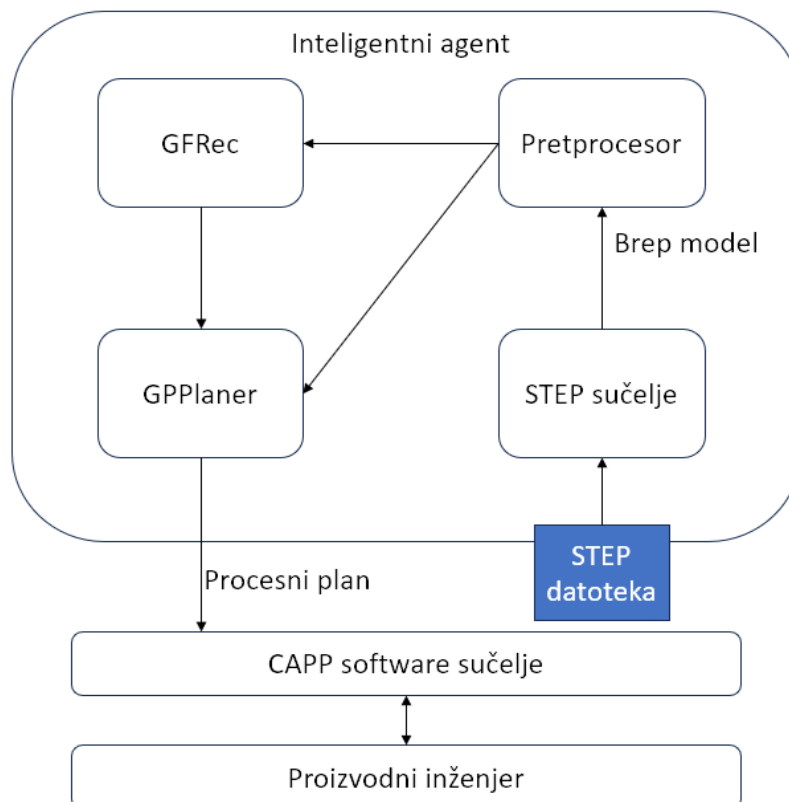 Inteligentni agent
GFRec
Pretprocesor
Brep model
GPPlaner
STEP sučelje
STEP
datoteka
Procesni plan
CAPP software sučelje
Proizvodni inženjer